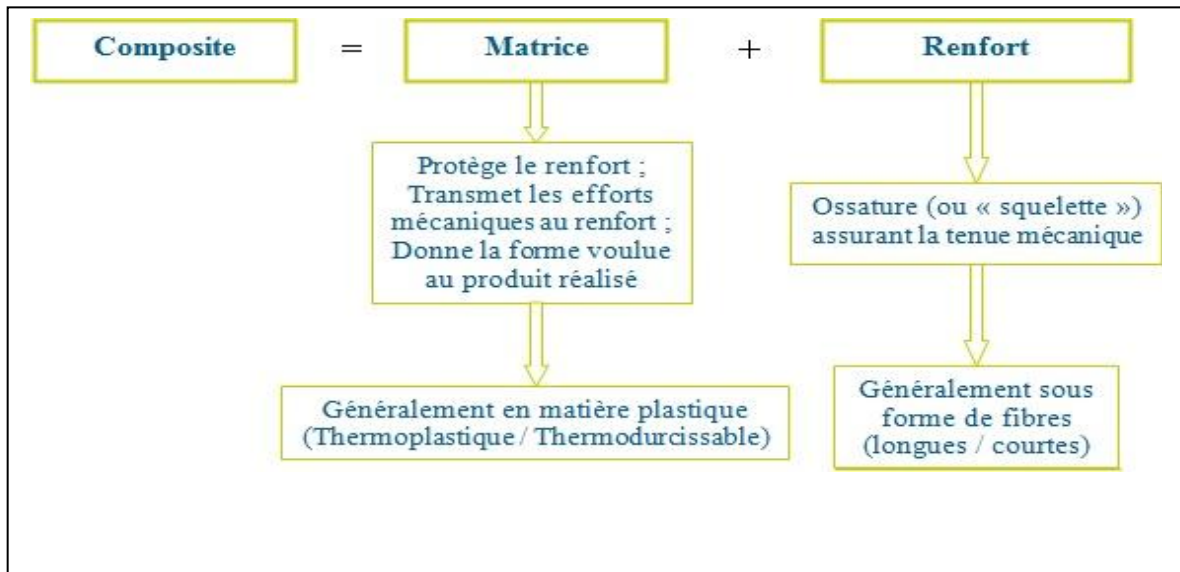 Composite = Matrice + Renfort
Protège le renfort ;
Transmet les efforts
mécaniques au renfort ;
Donne la forme voulue
au produit réalisé
Ossature (ou « squelette »)
assurant la tenue mécanique
Généralement en matière plastique
(Thermoplastique / Thermodurcissable)
Généralement sous
forme de fibres
(longues / courtes)